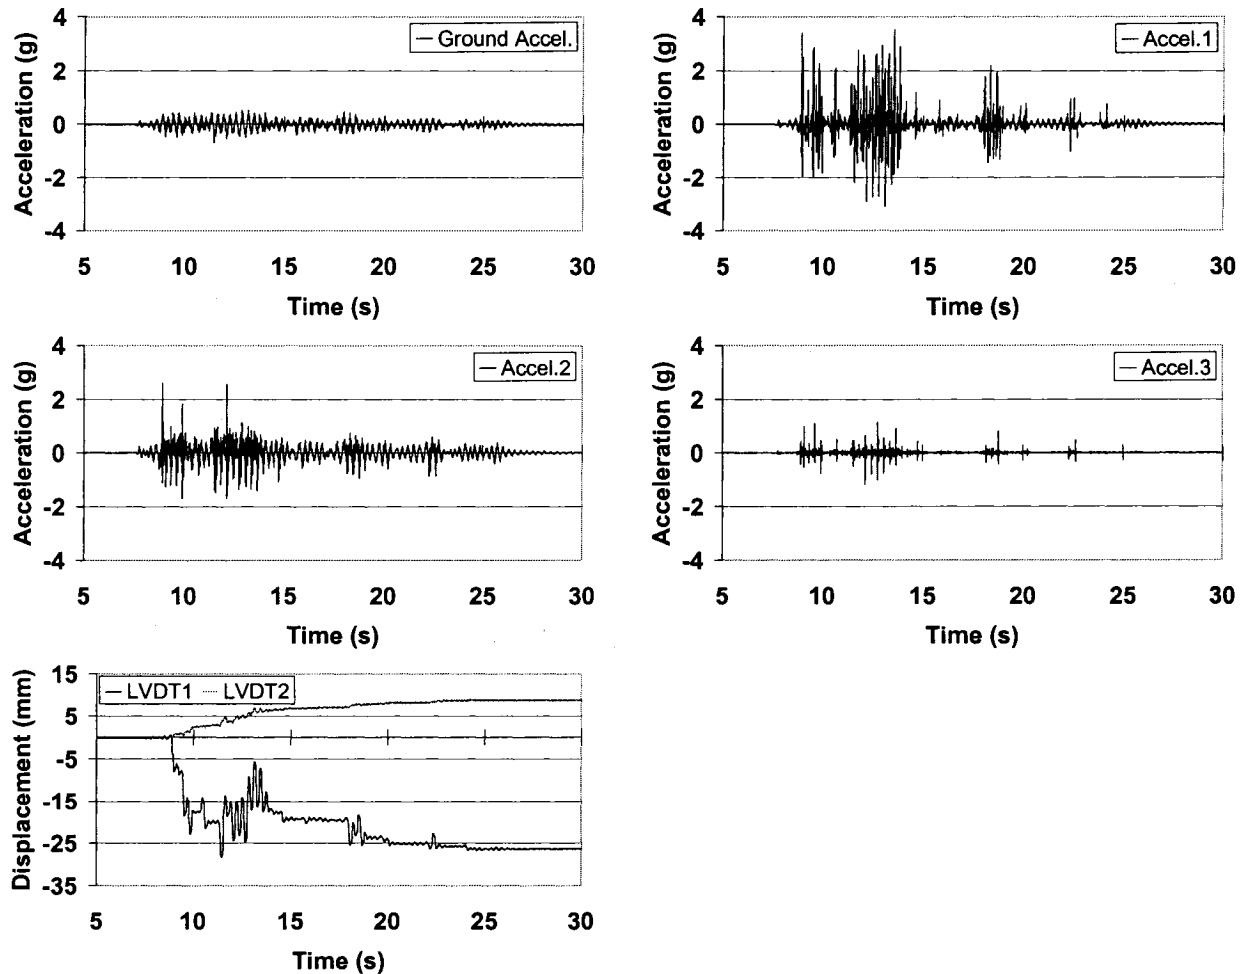 Acceleration (g)
4
2
0
-2
-4
Ground Accel.
5 10 15 20 25 30
Time (s)
Acceleration (g)
4
2
0
-2
-4
Accel.1
5 10 15 20 25 30
Time (s)
Acceleration (g)
4
2
0
-2
-4
Accel.2
5 10 15 20 25 30
Time (s)
Acceleration (g)
4
2
0
-2
-4
Accel.3
5 10 15 20 25 30
Time (s)
Displacement (mm)
15
5
-5
-15
-25
-35
LVDT1 LVDT2
5 10 15 20 25 30
Time (s)